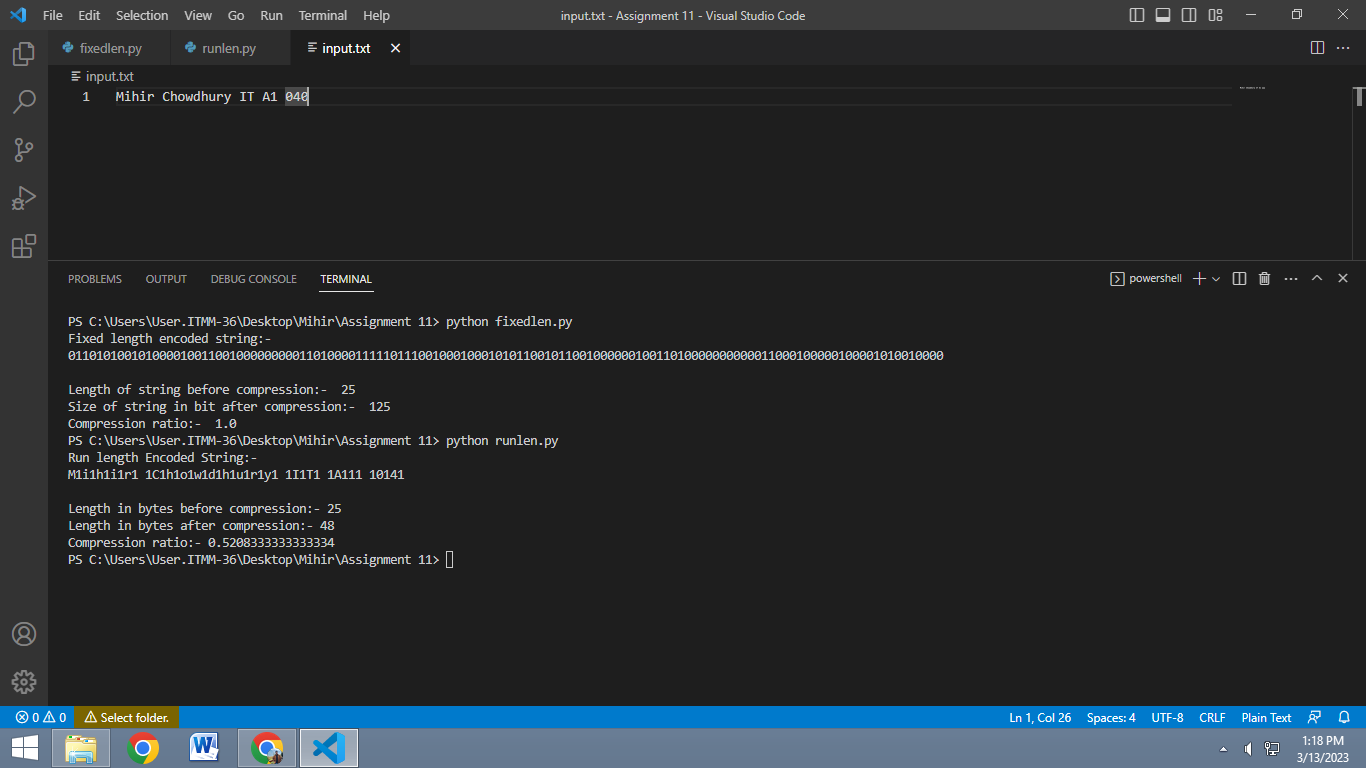 File Edit Selection View Go Run Terminal Help
input.txt - Assignment 11 - Visual Studio Code
fixedlen.py runlen.py input.txt
input.txt
1 Mihir Chowdhury IT A1 040
PROBLEMS OUTPUT DEBUG CONSOLE TERMINAL
powershell
PS C:\Users\User.ITMM-36\Desktop\Mihir\Assignment 11> python fixedlen.py
Fixed length encoded string:-
Length of string before compression:-  25
Size of string in bit after compression:-  125
Compression ratio:-  1.0
PS C:\Users\User.ITMM-36\Desktop\Mihir\Assignment 11> python runlen.py
Run length Encoded String:-
M1i1h1i1r1 1C1h1o1w1d1h1u1r1y1 1I1T1 1A111 10141
Length in bytes before compression:- 25
Length in bytes after compression:- 48
Compression ratio:- 0.5208333333333334
PS C:\Users\User.ITMM-36\Desktop\Mihir\Assignment 11>
0 0 Select folder.
Ln 1, Col 26 Spaces: 4 UTF-8 CRLF Plain Text
1:18 PM
3/13/2023